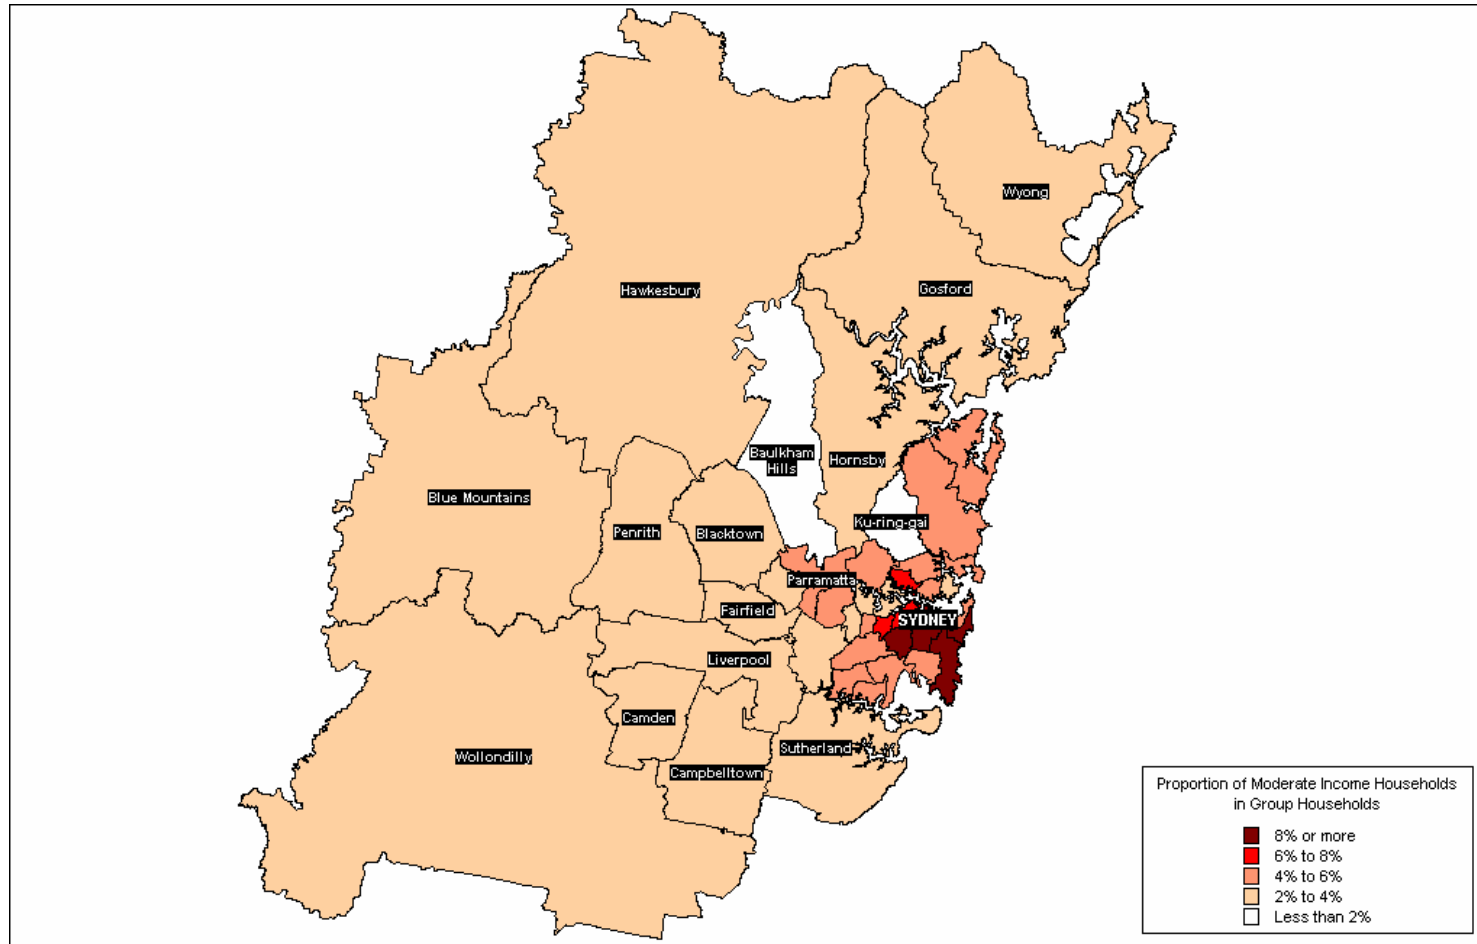 Wyong
Hawkesbury
Gosford
Baulkham
Hills
Hornsby
Blue Mountains
Ku-ring-gai
Penrith
Blacktown
Parramatta
Fairfield
SYDNEY
Liverpool
Camden
Sutherland
Wollondilly
Campbelltown
Proportion of Moderate Income Households
in Group Households
8% or more
6% to 8%
4% to 6%
2% to 4%
Less than 2%